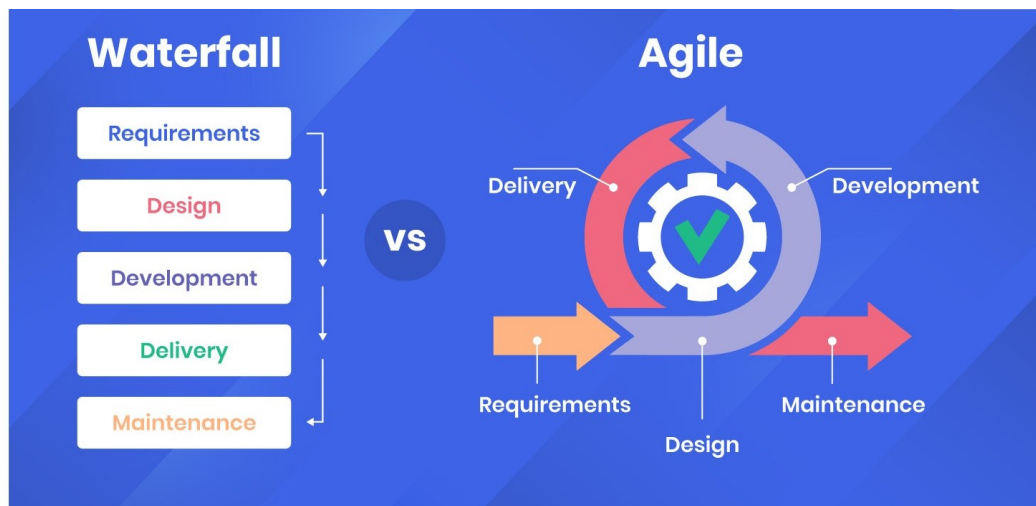 Waterfall
Requirements
Design
Development
Delivery
Maintenance
vs
Agile
Delivery
Development
Requirements
Maintenance
Design